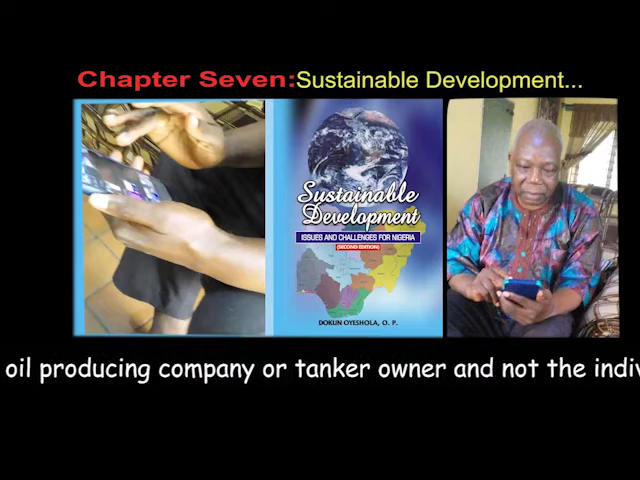 Chapter Seven:Sustainable Development...
Sustainable
Development
ISSUES AND CHALLENGES FOR NIGERIA
(SECOND EDITION)
DOKUN OYESHOLA, O. P.
oil producing company or tanker owner and not the indiv